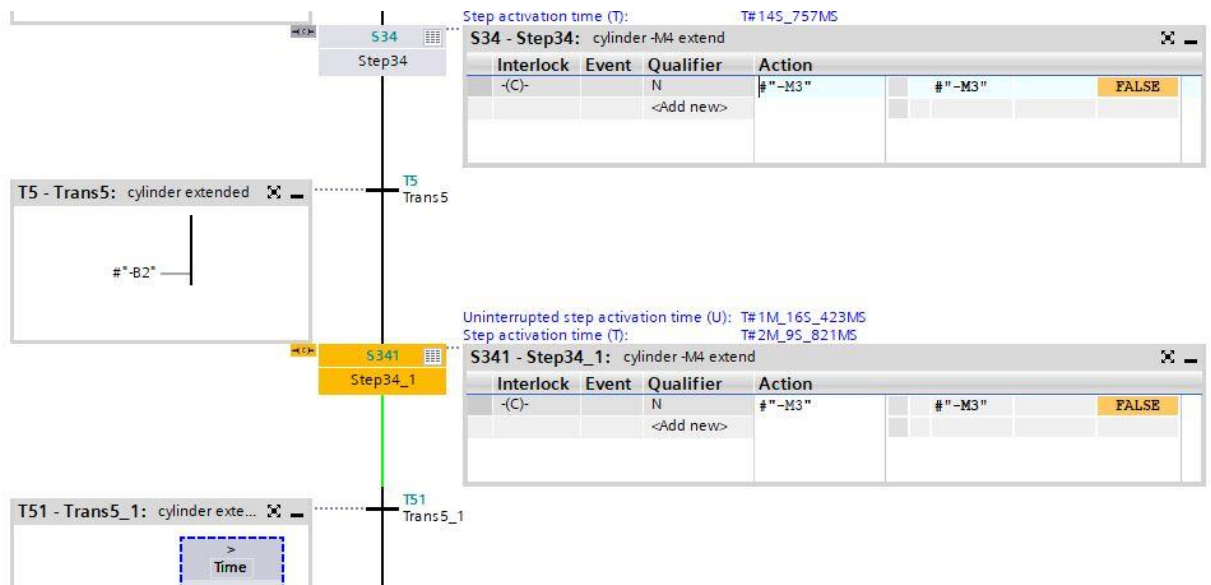 Step activation time (T): T#14S_757MS
-(C)- S34 S34 - Step34: cylinder -M4 extend
Step34
Interlock Event Qualifier Action
-(C)- N #"-M3" #"-M3" FALSE
<Add new>
T5 - Trans5: cylinder extended
T5
Trans5
#"-B2"
Uninterrupted step activation time (U): T#1M_16S_423MS
Step activation time (T): T#2M_9S_821MS
-(C)- S341 S341 - Step34_1: cylinder -M4 extend
Step34_1
Interlock Event Qualifier Action
-(C)- N #"-M3" #"-M3" FALSE
<Add new>
T51 - Trans5_1: cylinder exte...
T51
Trans5_1
>
Time